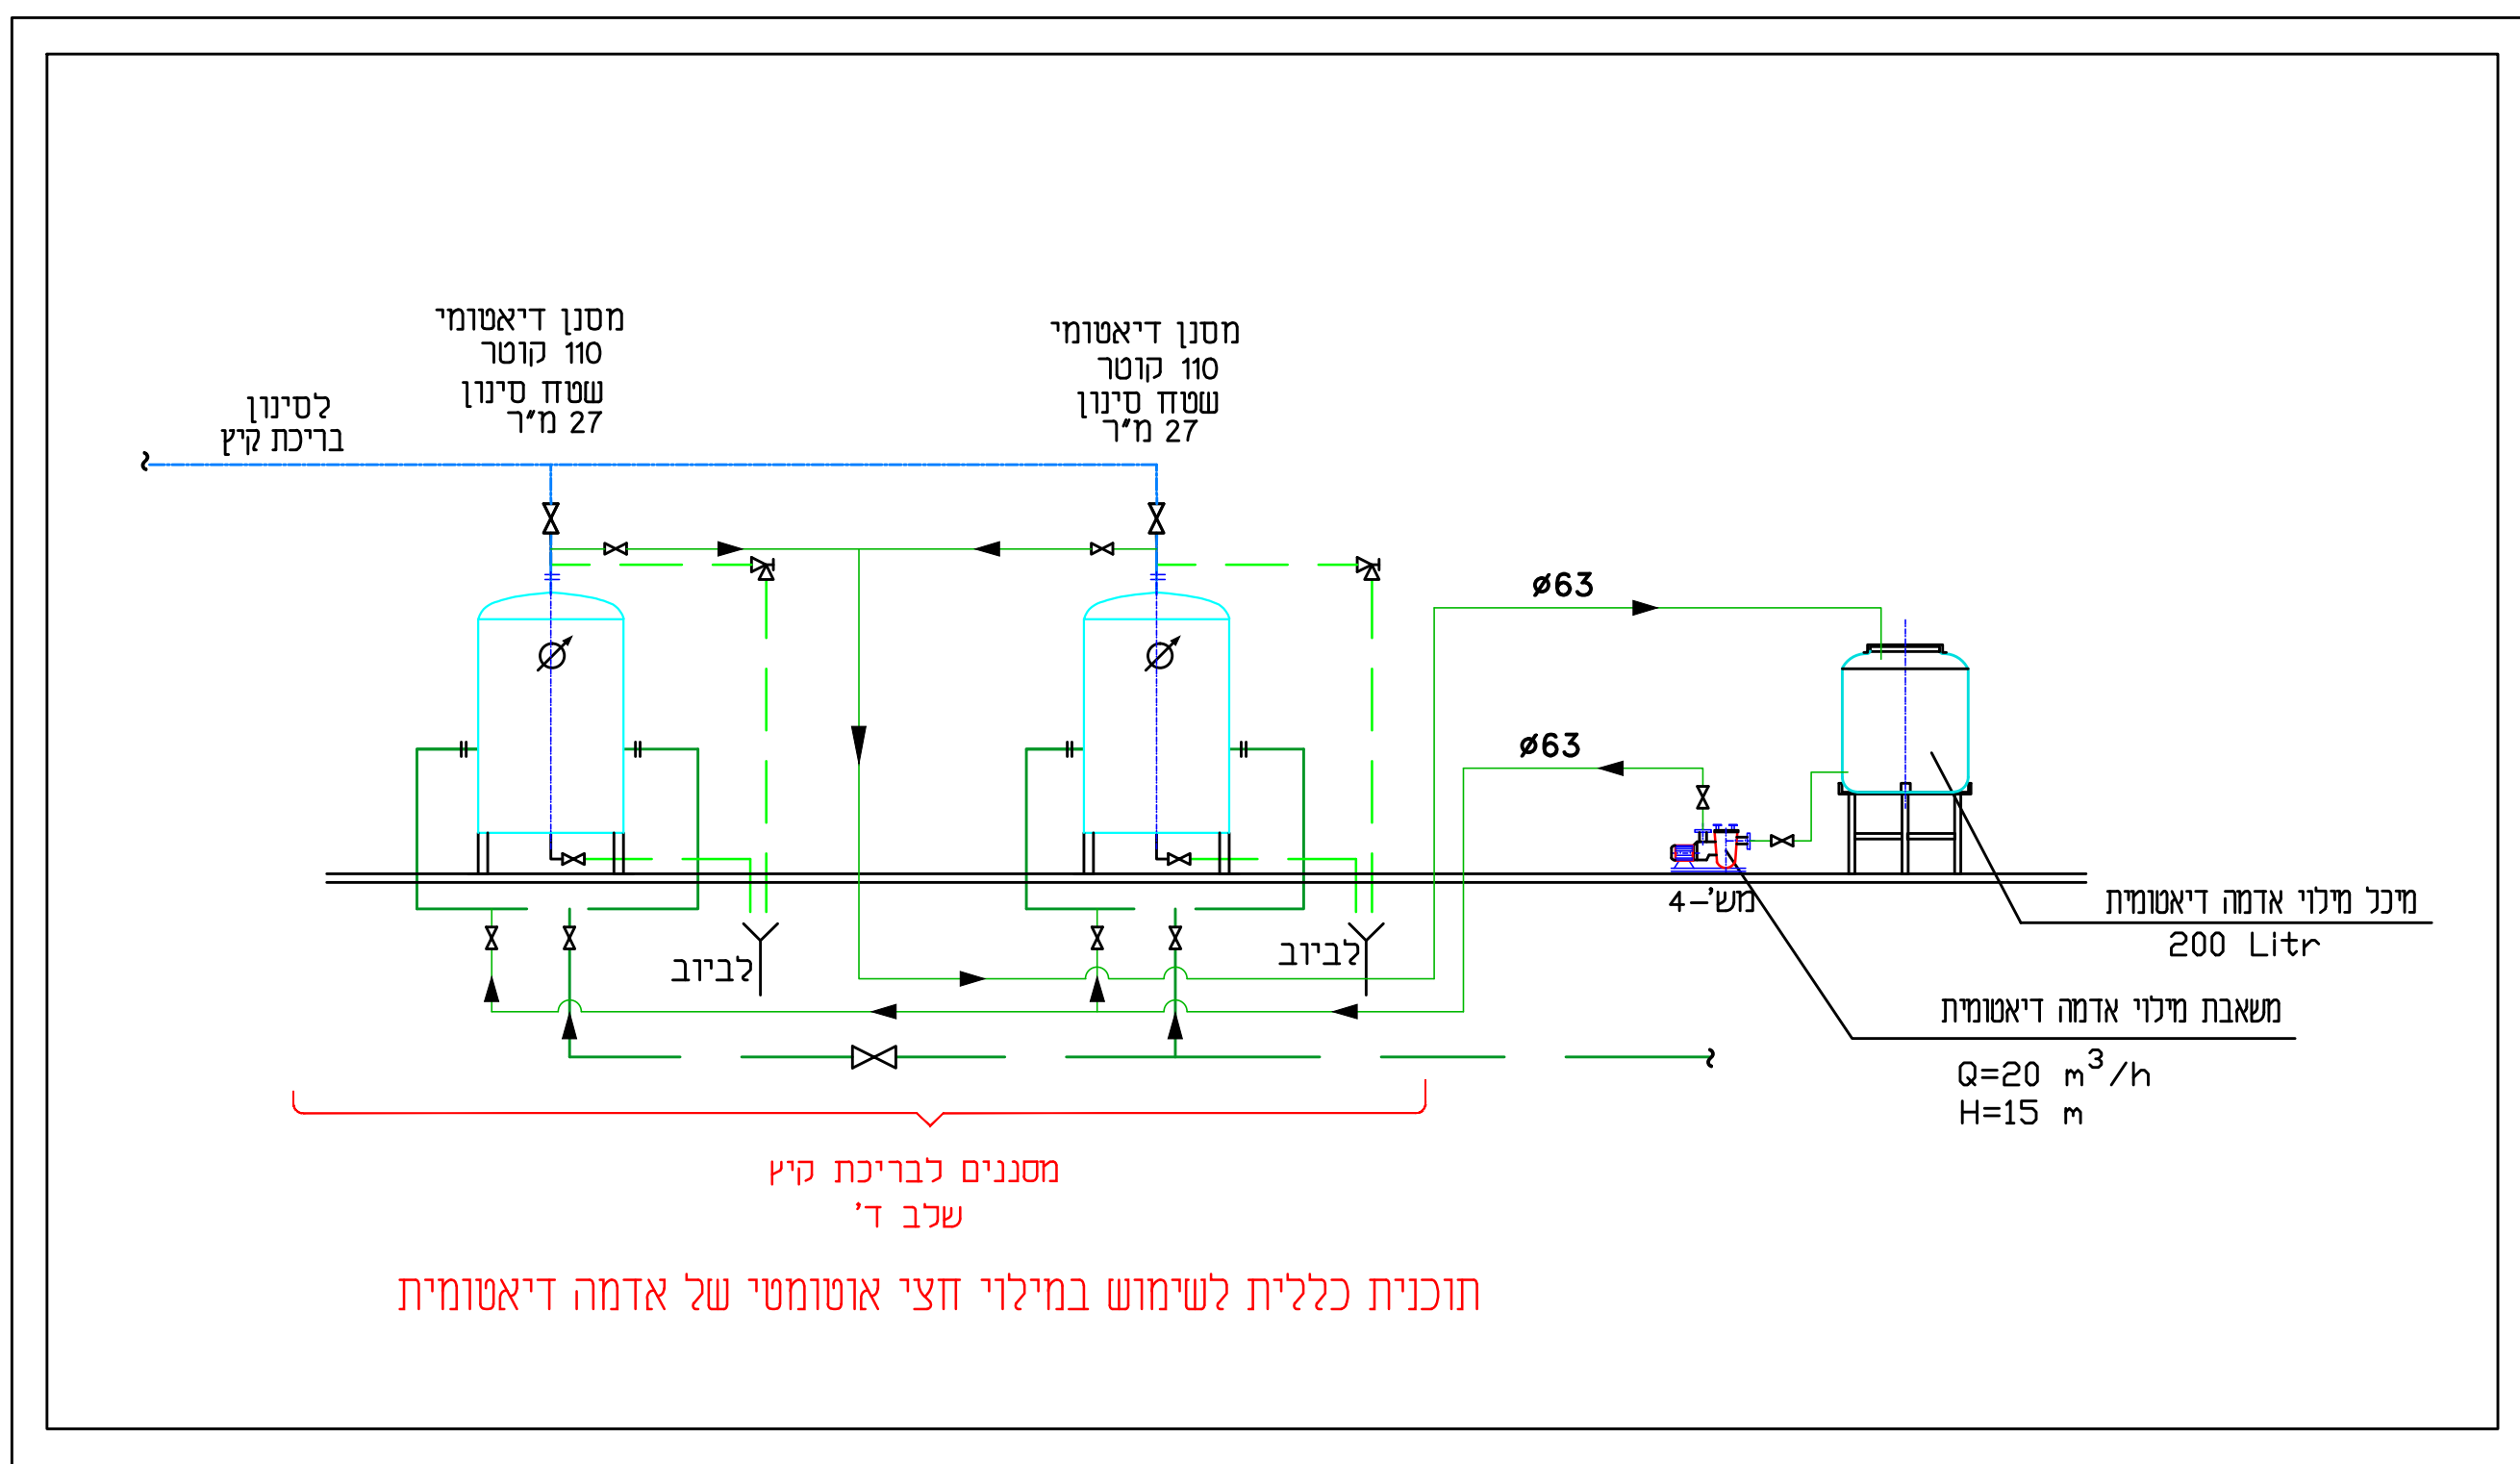 מסנן דיאטומי
110 קוטר
שטח סינון
27 מ״ר
מסנן דיאטומי
110 קוטר
שטח סינון
27 מ״ר
לסינון
בריכת קיץ
ø63
ø63
מש'-4
מיכל מילוי אדמה דיאטומית
200 Litr
לביוב
לביוב
משאבת מילוי אדמה דיאטומית
Q=20 m³/h
H=15 m
מסננים לבריכת קיץ
שלב ד'
תוכנית כללית לשימוש במילוי חצי אוטומטי של אדמה דיאטומית